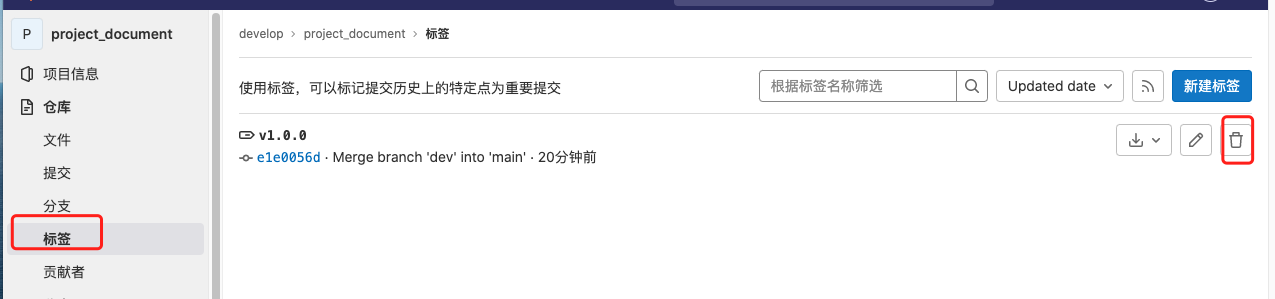 P project_document
develop > project_document > 标签
项目信息
使用标签，可以标记提交历史上的特定点为重要提交
根据标签名称筛选
Updated date
新建标签
仓库
文件
提交
分支
标签
贡献者
v1.0.0
e1e0056d · Merge branch 'dev' into 'main' · 20分钟前